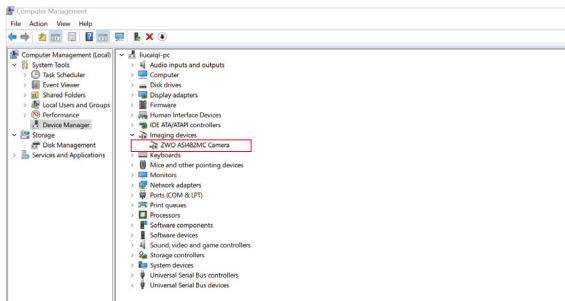 Computer Management
File Action View Help
Computer Management (Local)
System Tools
Task Scheduler
Event Viewer
Shared Folders
Local Users and Groups
Performance
Device Manager
Storage
Disk Management
Services and Applications
liucaiqi-pc
Audio inputs and outputs
Computer
Disk drives
Display adapters
Firmware
Human Interface Devices
IDE ATA/ATAPI controllers
Imaging devices
ZWO ASI482MC Camera
Keyboards
Mice and other pointing devices
Monitors
Network adapters
Ports (COM & LPT)
Print queues
Processors
Software components
Software devices
Sound, video and game controllers
Storage controllers
System devices
Universal Serial Bus controllers
Universal Serial Bus devices